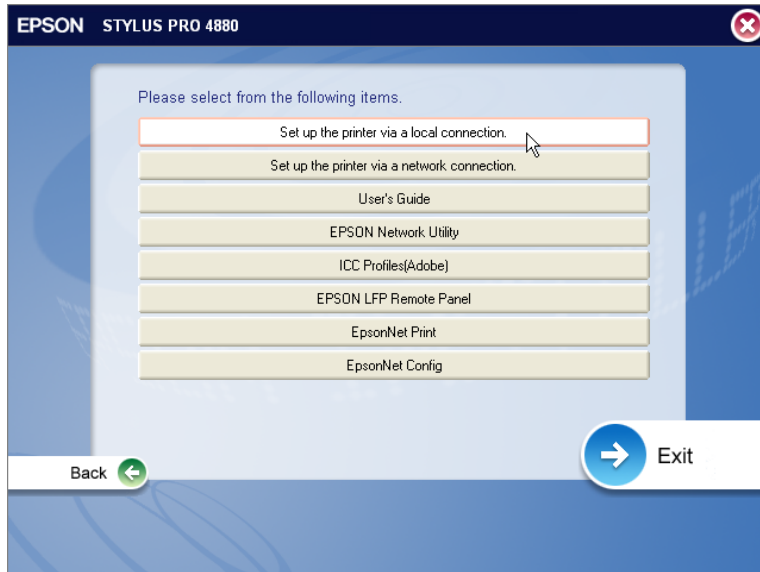 EPSON STYLUS PRO 4880
Please select from the following items.
Set up the printer via a local connection.
Set up the printer via a network connection.
User's Guide
EPSON Network Utility
ICC Profiles(Adobe)
EPSON LFP Remote Panel
EpsonNet Print
EpsonNet Config
Exit
Back